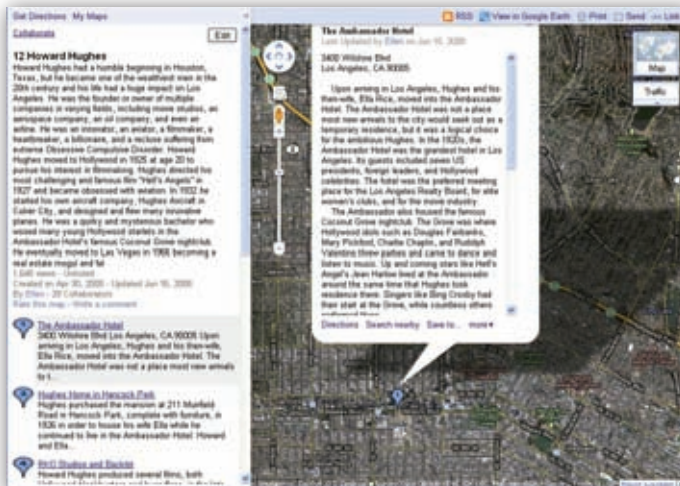 Get Directions My Maps
Collaborate
Edit
12 Howard Hughes
Howard Hughes had a humble beginning in Houston,
Texas, but he became one of the wealthiest men in the
20th century and his life had a huge impact on Los
Angeles. He was the founder or owner of multiple
companies in varying fields, including movie studios, an
aerospace company, an oil company, and even an
airline. He was an innovator, an aviator, a filmmaker, a
heartbreaker, a billionaire, and a recluse suffering from
extreme Obsessive Compulsive Disorder. Howard
Hughes moved to Hollywood in 1925 at age 20 to
pursue his interest in filmmaking. Hughes directed his
most challenging and famous film "Hell's Angels" in
1927 and became obsessed with aviation. In 1932 he
started his own aircraft company, Hughes Aircraft in
Culver City, and designed and flew many innovative
planes. He was a quirky and mysterious bachelor who
wooed many young Hollywood starlets in the
Ambassador Hotel's famous Coconut Grove nightclub.
He eventually moved to Las Vegas in 1966 becoming a
real estate mogul and fat
views - Unlisted
Created on Apr 30, 2008 - Updated Jun 16, 2008
By Ellen - Collaborators
Rate this map - Write a comment
The Ambassador Hotel
3400 Wilshire Blvd Los Angeles, CA 90005 Upon
arriving in Los Angeles, Hughes and his then-wife,
Ella Rice, moved into the Ambassador Hotel. The
Ambassador Hotel was not a place most new arrivals
to t...
Hughes Home in Hancock Park
Hughes purchased the mansion at 211 Muirfield
Road in Hancock Park, complete with furniture, in
1926 in order to house his wife Ella while he
continued to live in the Ambassador Hotel. Howard
and Ella...
RKO Studios and Backlot
Howard Hughes produced several films, both
RSS View in Google Earth Print Send Link
Map
Traffic
The Ambassador Hotel
Last Updated by Ellen on Jun 16, 2008
3400 Wilshire Blvd
Los Angeles, CA 90005
Upon arriving in Los Angeles, Hughes and his
then-wife, Ella Rice, moved into the Ambassador
Hotel. The Ambassador Hotel was not a place
most new arrivals to the city would seek out as a
temporary residence, but it was a logical choice
for the ambitious Hughes. In the 1920s, the
Ambassador Hotel was the grandest hotel in Los
Angeles. Its guests included seven US
presidents, foreign leaders, and Hollywood
celebrities. The hotel was the preferred meeting
place for the Los Angeles Realty Board, for elite
women's clubs, and for the movie industry.
The Ambassador also housed the famous
Coconut Grove nightclub. The Grove was where
Hollywood idols such as Douglas Fairbanks,
Mary Pickford, Charlie Chaplin, and Rudolph
Valentino threw parties and came to dance and
listen to music. Up and coming stars like Hell's
Angel's Jean Harlow lived at the Ambassador
around the same time that Hughes took
residence there. Singers like Bing Crosby had
their start at the Grove, while countless others
Directions Search nearby Save to... more